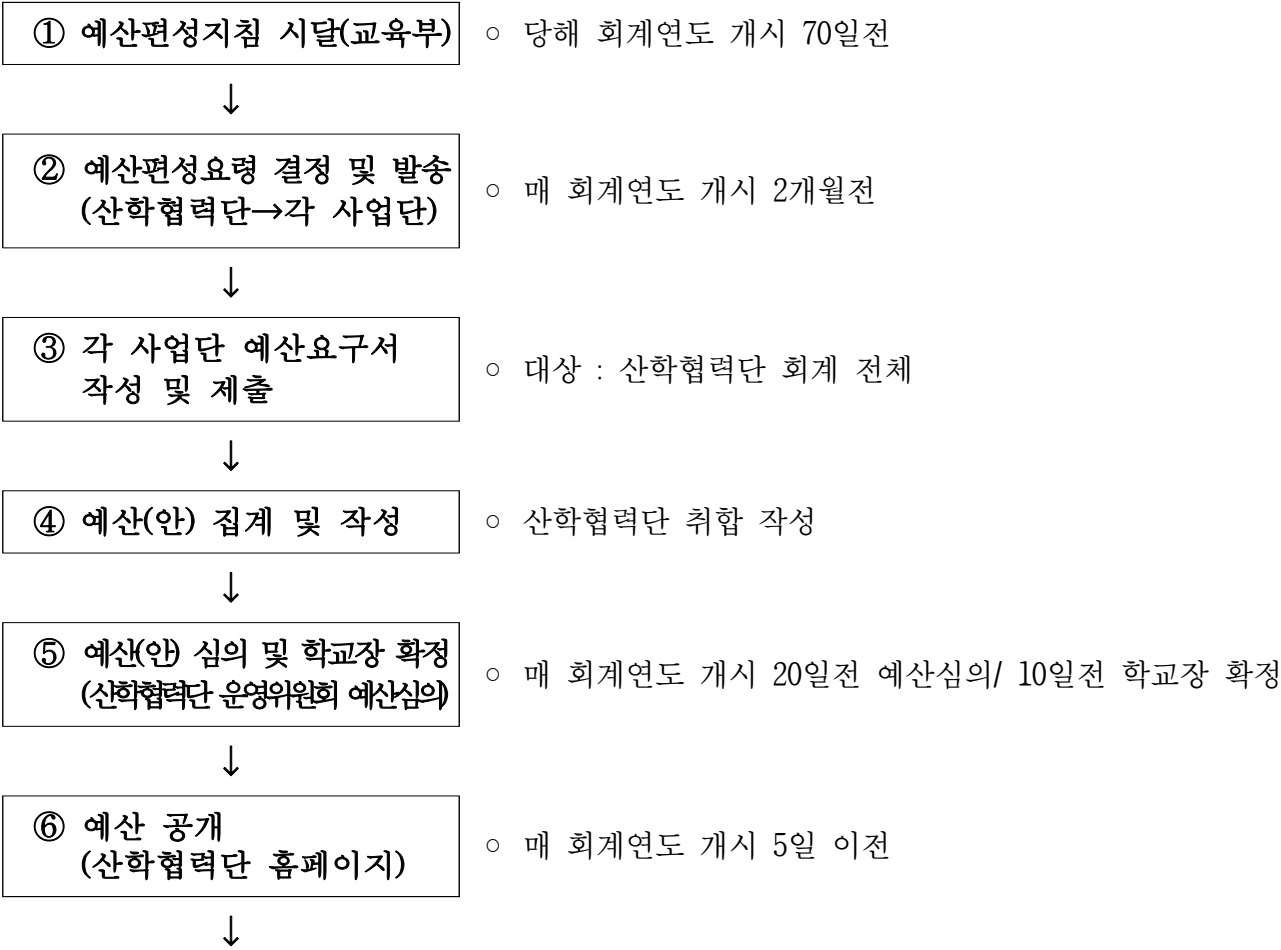 ① 예산편성지침 시달(교육부)
○ 당해 회계연도 개시 70일전
↓
② 예산편성요령 결정 및 발송
(산학협력단→각 사업단)
○ 매 회계연도 개시 2개월전
↓
③ 각 사업단 예산요구서
작성 및 제출
○ 대상 : 산학협력단 회계 전체
↓
④ 예산(안) 집계 및 작성
○ 산학협력단 취합 작성
↓
⑤ 예산(안) 심의 및 학교장 확정
(산학협력단 운영위원회 예산심의)
○ 매 회계연도 개시 20일전 예산심의/ 10일전 학교장 확정
↓
⑥ 예산 공개
(산학협력단 홈페이지)
○ 매 회계연도 개시 5일 이전
↓